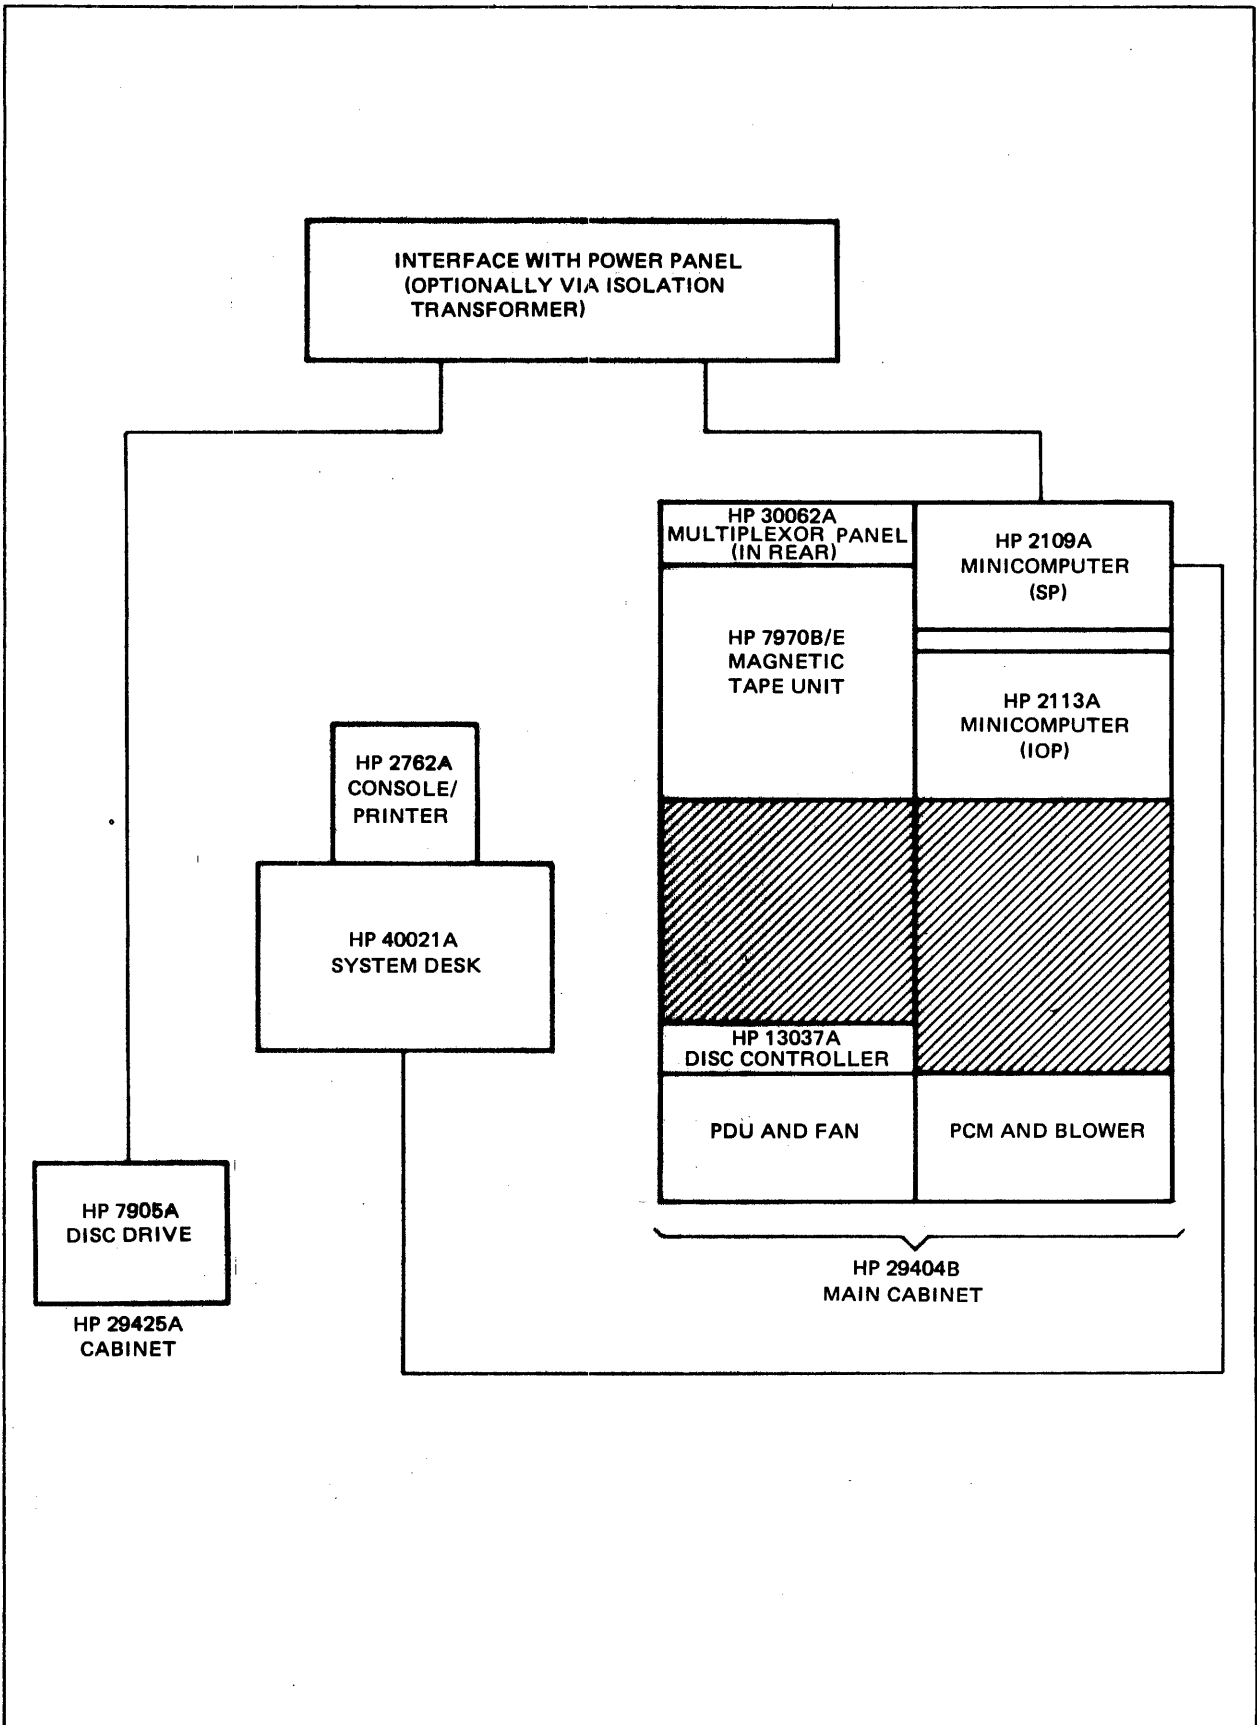 INTERFACE WITH POWER PANEL
(OPTIONALLY VIA ISOLATION
TRANSFORMER)
HP 30062A
MULTIPLEXOR PANEL
(IN REAR)
HP 2109A
MINICOMPUTER
(SP)
HP 7970B/E
MAGNETIC
TAPE UNIT
HP 2113A
MINICOMPUTER
(IOP)
HP 2762A
CONSOLE/
PRINTER
HP 40021A
SYSTEM DESK
HP 13037A
DISC CONTROLLER
PDU AND FAN
PCM AND BLOWER
HP 7905A
DISC DRIVE
HP 29425A
CABINET
HP 29404B
MAIN CABINET